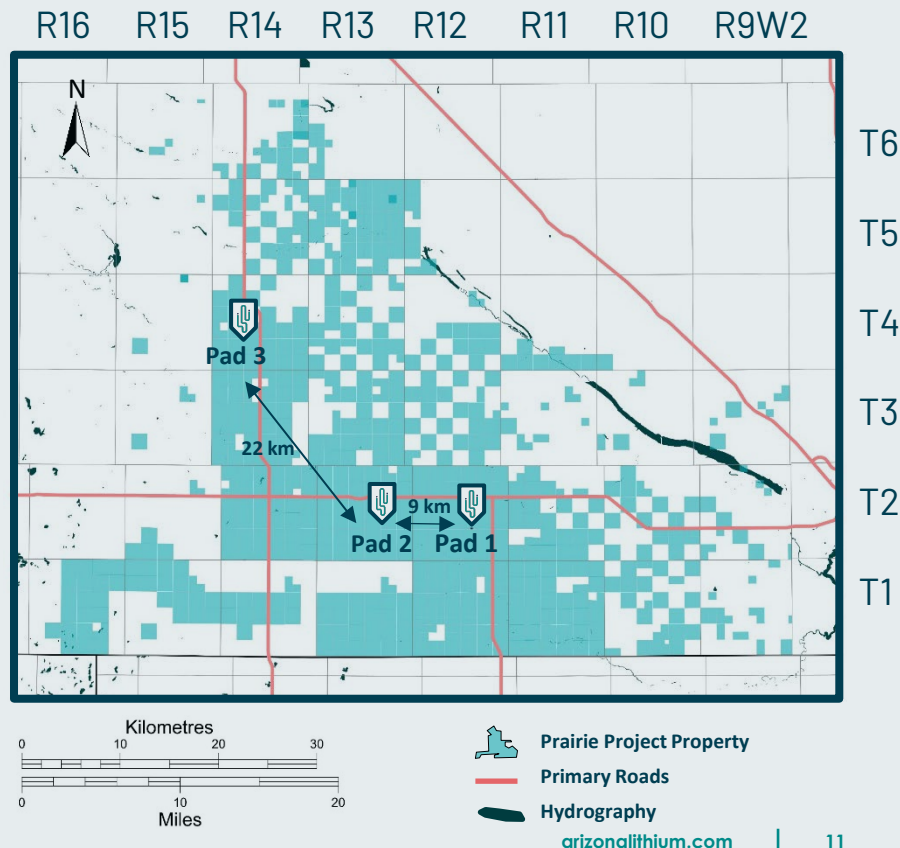 R16 R15 R14 R13 R12 R11 R10 R9W2
N
T6
T5
T4
Pad 3
T3
22 km
T2
9 km
Pad 2 Pad 1
T1
Kilometres
0 10 20 30
0 10 20
Miles
Prairie Project Property
Primary Roads
Hydrography
arizonalithium.com | 11